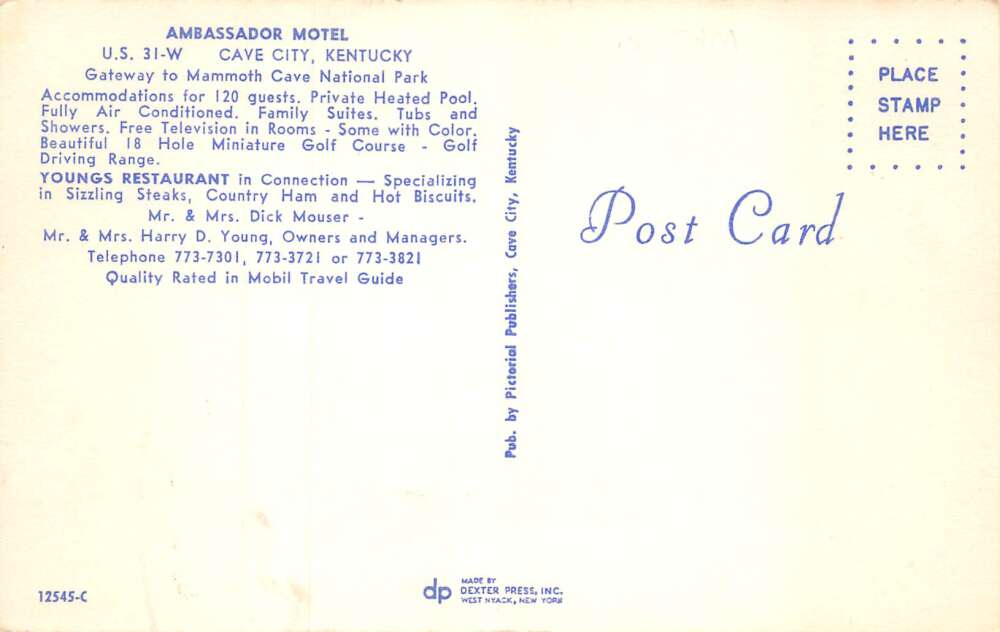 AMBASSADOR MOTEL
U.S. 31-W CAVE CITY, KENTUCKY
Gateway to Mammoth Cave National Park
Accommodations for 120 guests. Private Heated Pool.
Fully Air Conditioned. Family Suites. Tubs and
Showers. Free Television in Rooms - Some with Color.
Beautiful 18 Hole Miniature Golf Course - Golf
Driving Range.
YOUNGS RESTAURANT in Connection — Specializing
in Sizzling Steaks, Country Ham and Hot Biscuits.
Mr. & Mrs. Dick Mouser -
Mr. & Mrs. Harry D. Young, Owners and Managers.
Telephone 773-7301, 773-3721 or 773-3821
Quality Rated in Mobil Travel Guide
12545-C
Pub. by Pictorial Publishers, Cave City, Kentucky
dp
MADE BY
DEXTER PRESS, INC.
WEST NYACK, NEW YORK
PLACE
STAMP
HERE
Post Card